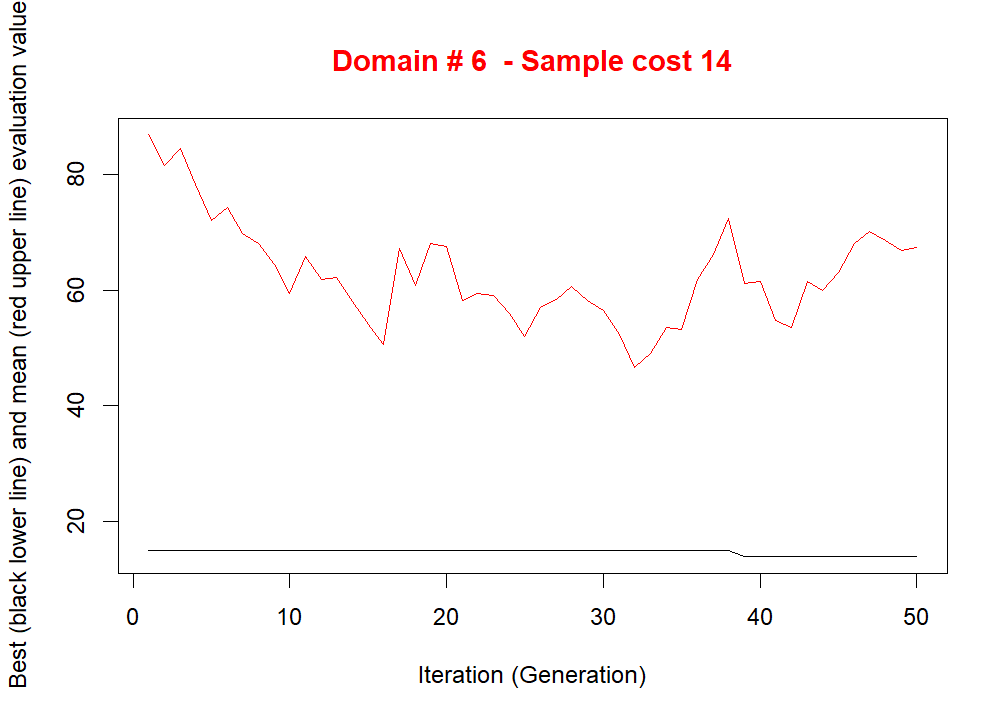 Domain # 6  - Sample cost 14
Best (black lower line) and mean (red upper line) evaluation value
80
60
40
20
0 10 20 30 40 50
Iteration (Generation)